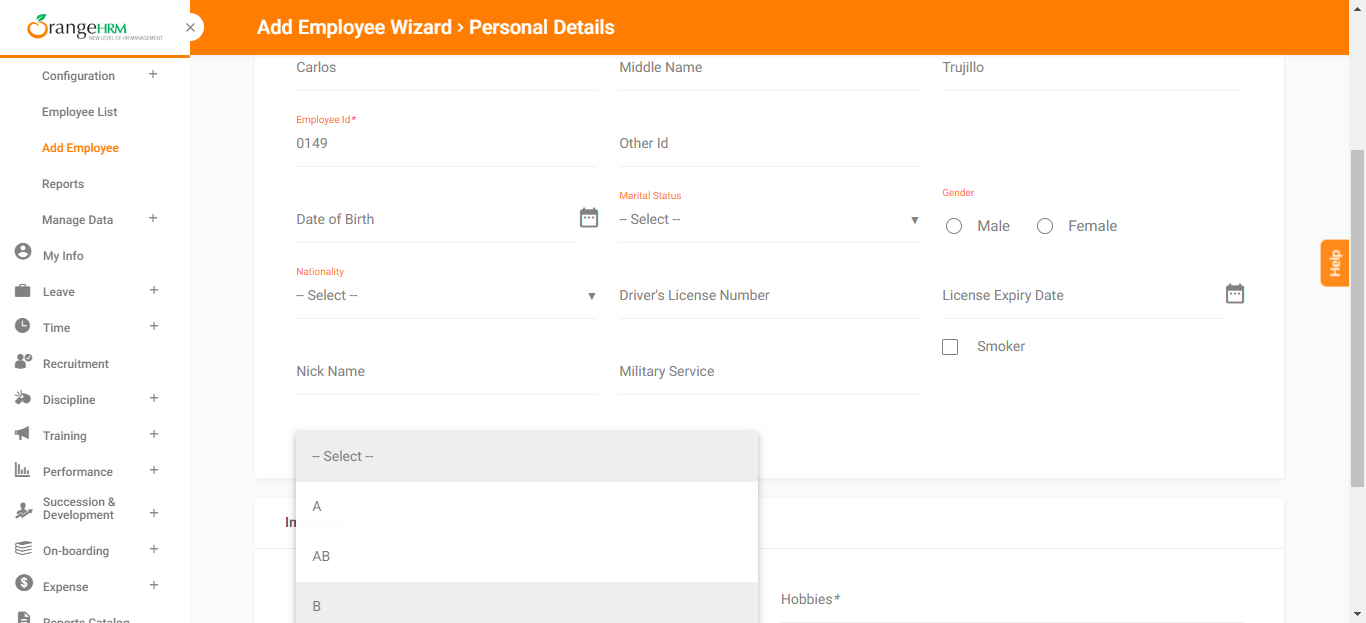 OrangeHRM
NEW LEVEL OF HR MANAGEMENT
Add Employee Wizard › Personal Details
Configuration +
Employee List
Add Employee
Reports
Manage Data +
My Info
Leave +
Time +
Recruitment
Discipline +
Training +
Performance +
Succession &
Development +
On-boarding +
Expense +
Reports Catalog
Carlos
Middle Name
Trujillo
Employee Id*
0149
Other Id
Date of Birth
Marital Status
-- Select --
Gender
Male
Female
Nationality
-- Select --
Driver's License Number
License Expiry Date
Nick Name
Military Service
Smoker
-- Select --
A
AB
B
Hobbies*
Help